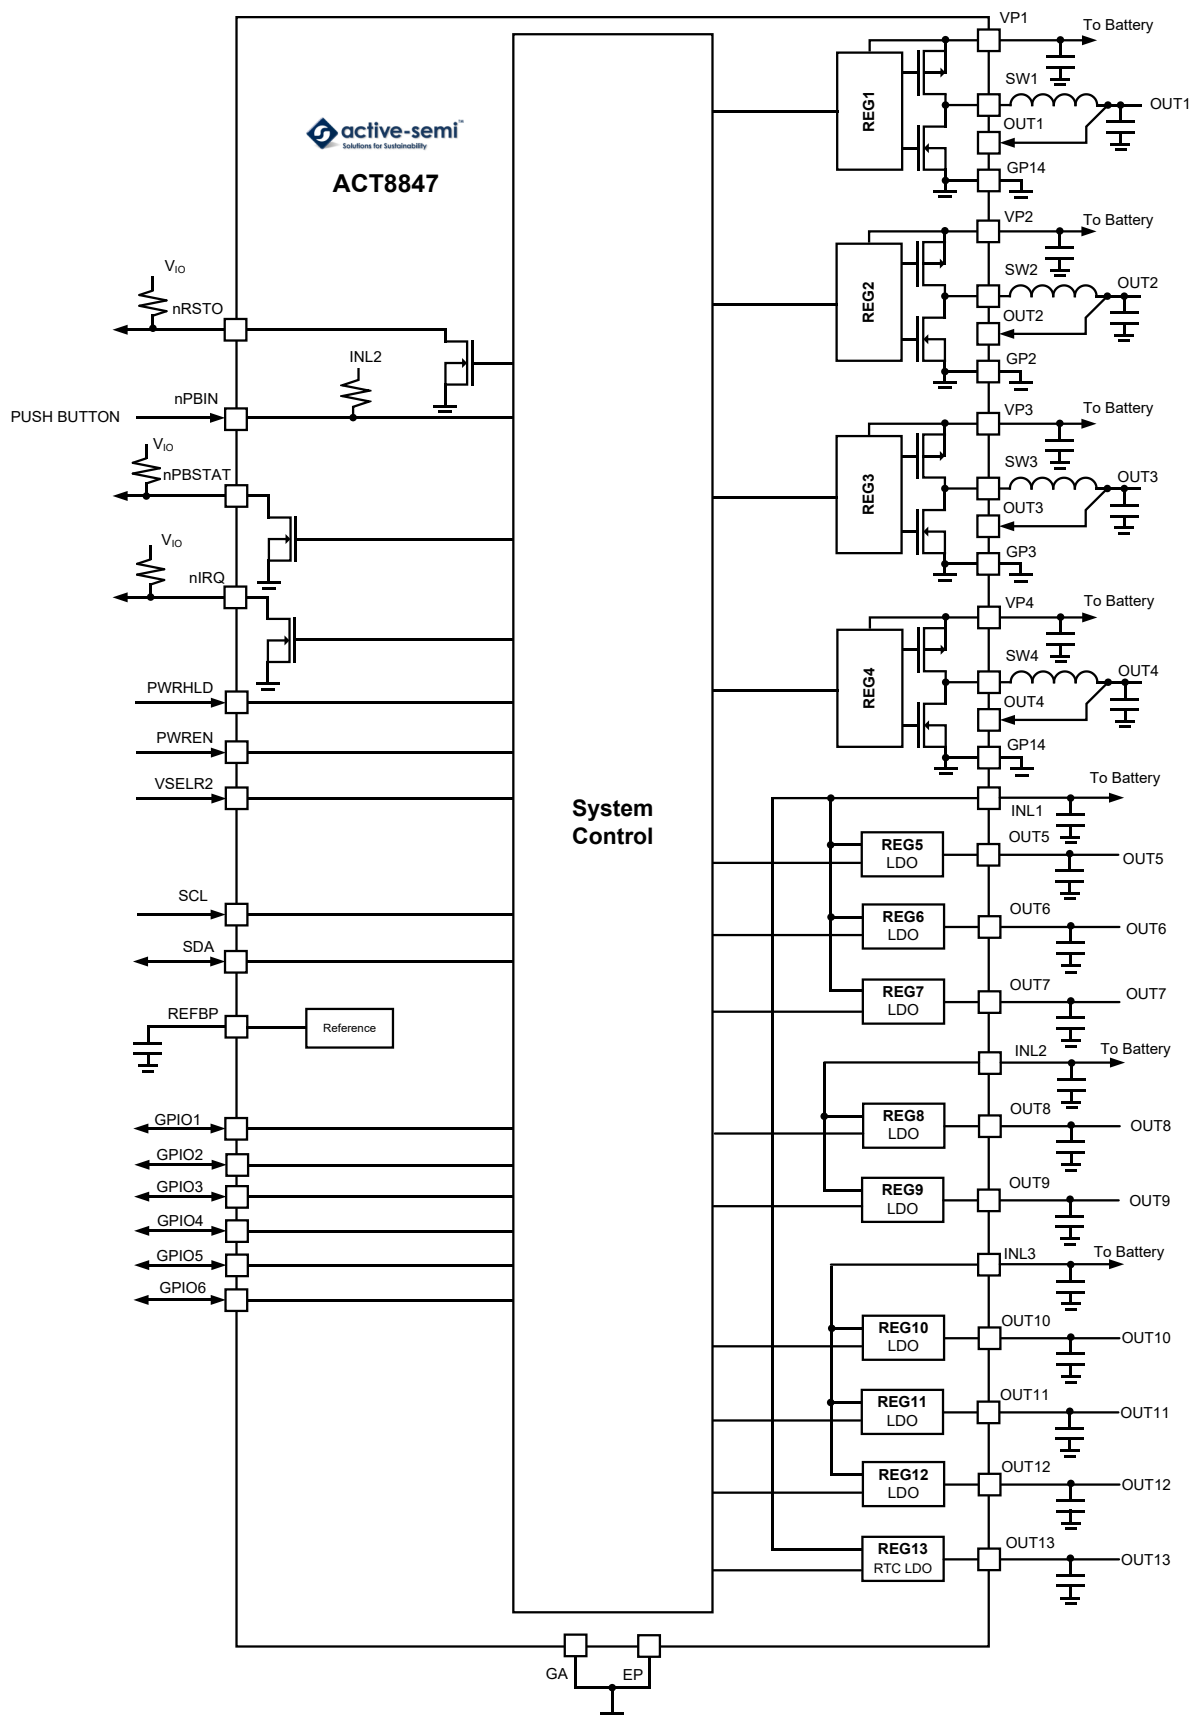 active-semi™
Solutions for Sustainability
ACT8847
System
Control
V_IO
nRSTO
INL2
PUSH BUTTON
nPBIN
V_IO
nPBSTAT
V_IO
nIRQ
PWRHLD
PWREN
VSELR2
SCL
SDA
REFBP
Reference
GPIO1
GPIO2
GPIO3
GPIO4
GPIO5
GPIO6
VP1
To Battery
REG1
SW1
OUT1
OUT1
GP14
VP2
To Battery
REG2
SW2
OUT2
OUT2
GP2
VP3
To Battery
REG3
SW3
OUT3
OUT3
GP3
VP4
To Battery
REG4
SW4
OUT4
OUT4
GP14
To Battery
INL1
OUT5
REG5
LDO
OUT5
OUT6
REG6
LDO
OUT6
OUT7
REG7
LDO
OUT7
INL2
To Battery
OUT8
REG8
LDO
OUT8
OUT9
REG9
LDO
OUT9
INL3
To Battery
OUT10
REG10
LDO
OUT10
OUT11
REG11
LDO
OUT11
OUT12
REG12
LDO
OUT12
OUT13
REG13
RTC LDO
OUT13
GA
EP